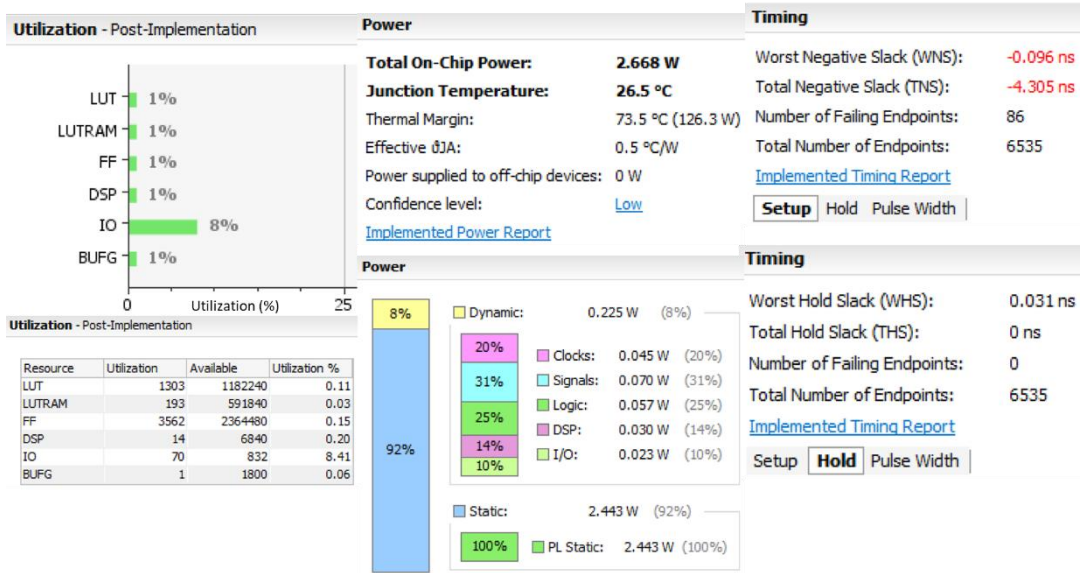 Utilization - Post-Implementation
LUT 1%
LUTRAM 1%
FF 1%
DSP 1%
IO 8%
BUFG 1%
0 Utilization (%) 25
Utilization - Post-Implementation
Resource Utilization Available Utilization %
LUT 1303 1182240 0.11
LUTRAM 193 591840 0.03
FF 3562 2364480 0.15
DSP 14 6840 0.20
IO 70 832 8.41
BUFG 1 1800 0.06
Power
Total On-Chip Power: 2.668 W
Junction Temperature: 26.5 °C
Thermal Margin: 73.5 °C (126.3 W)
Effective ϑJA: 0.5 °C/W
Power supplied to off-chip devices: 0 W
Confidence level: Low
Implemented Power Report
Power
8%
92%
Dynamic: 0.225 W (8%)
20% Clocks: 0.045 W (20%)
31% Signals: 0.070 W (31%)
25% Logic: 0.057 W (25%)
14% DSP: 0.030 W (14%)
10% I/O: 0.023 W (10%)
Static: 2.443 W (92%)
100% PL Static: 2.443 W (100%)
Timing
Worst Negative Slack (WNS): -0.096 ns
Total Negative Slack (TNS): -4.305 ns
Number of Failing Endpoints: 86
Total Number of Endpoints: 6535
Implemented Timing Report
Setup Hold Pulse Width
Timing
Worst Hold Slack (WHS): 0.031 ns
Total Hold Slack (THS): 0 ns
Number of Failing Endpoints: 0
Total Number of Endpoints: 6535
Implemented Timing Report
Setup Hold Pulse Width